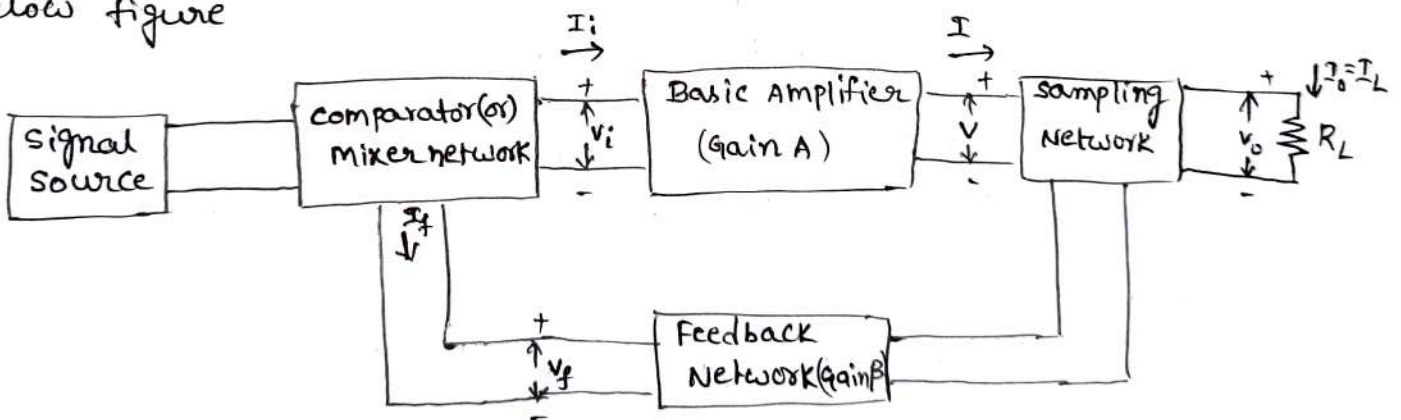 figure
Ii
I
Signal
Source
comparator(or)
Mixer network
+
Vi
-
Basic Amplifier
(Gain A)
+
V
-
Sampling
Network
+
Vo
-
Io=IL
RL
If
+
Vf
-
Feedback
Network(Gainβ)